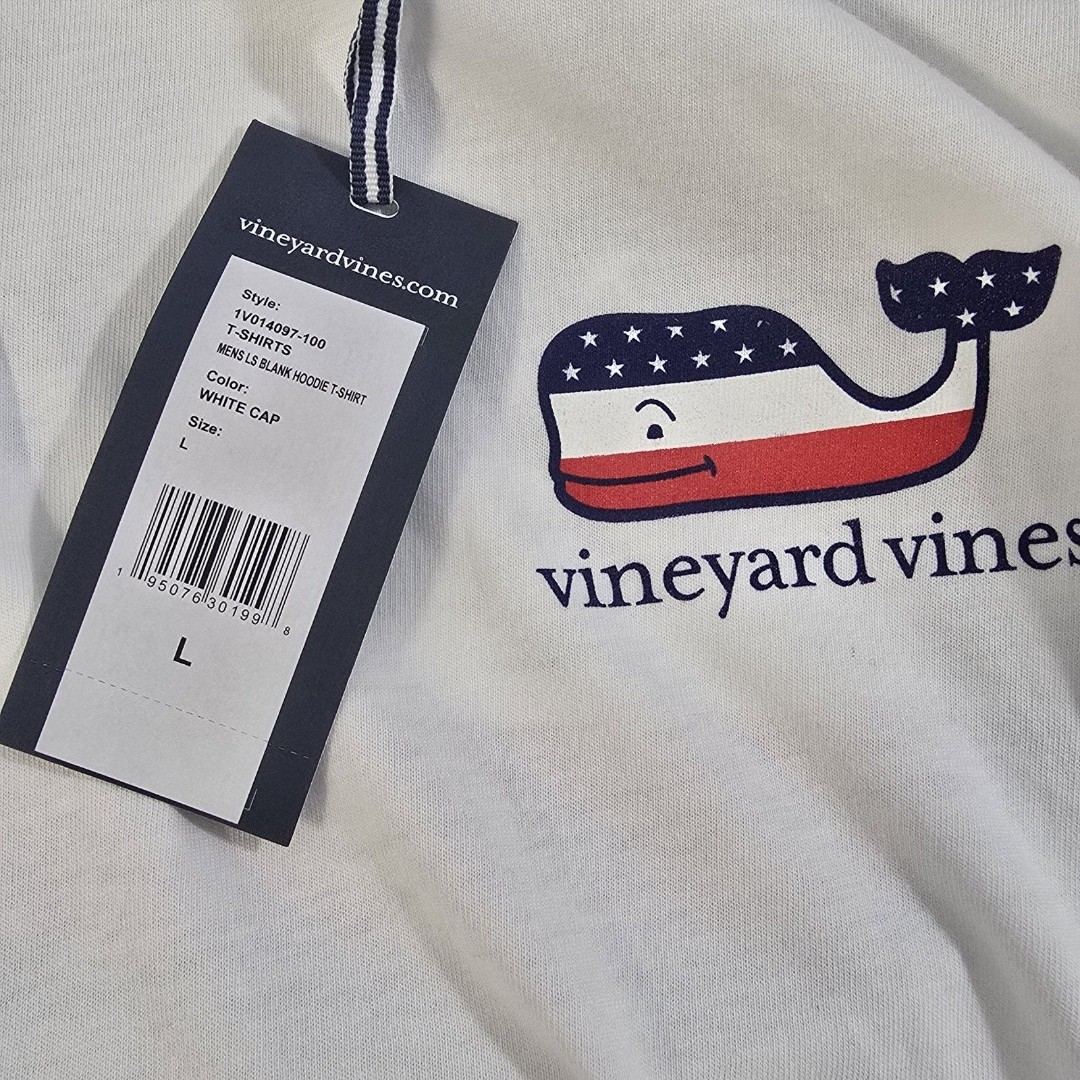 vineyardvines.com
Style:
1V014097-100
T-SHIRTS
MENS LS BLANK HOODIE T-SHIRT
Color:
WHITE CAP
Size:
L
1 95076 30199 8
L
vineyard vines